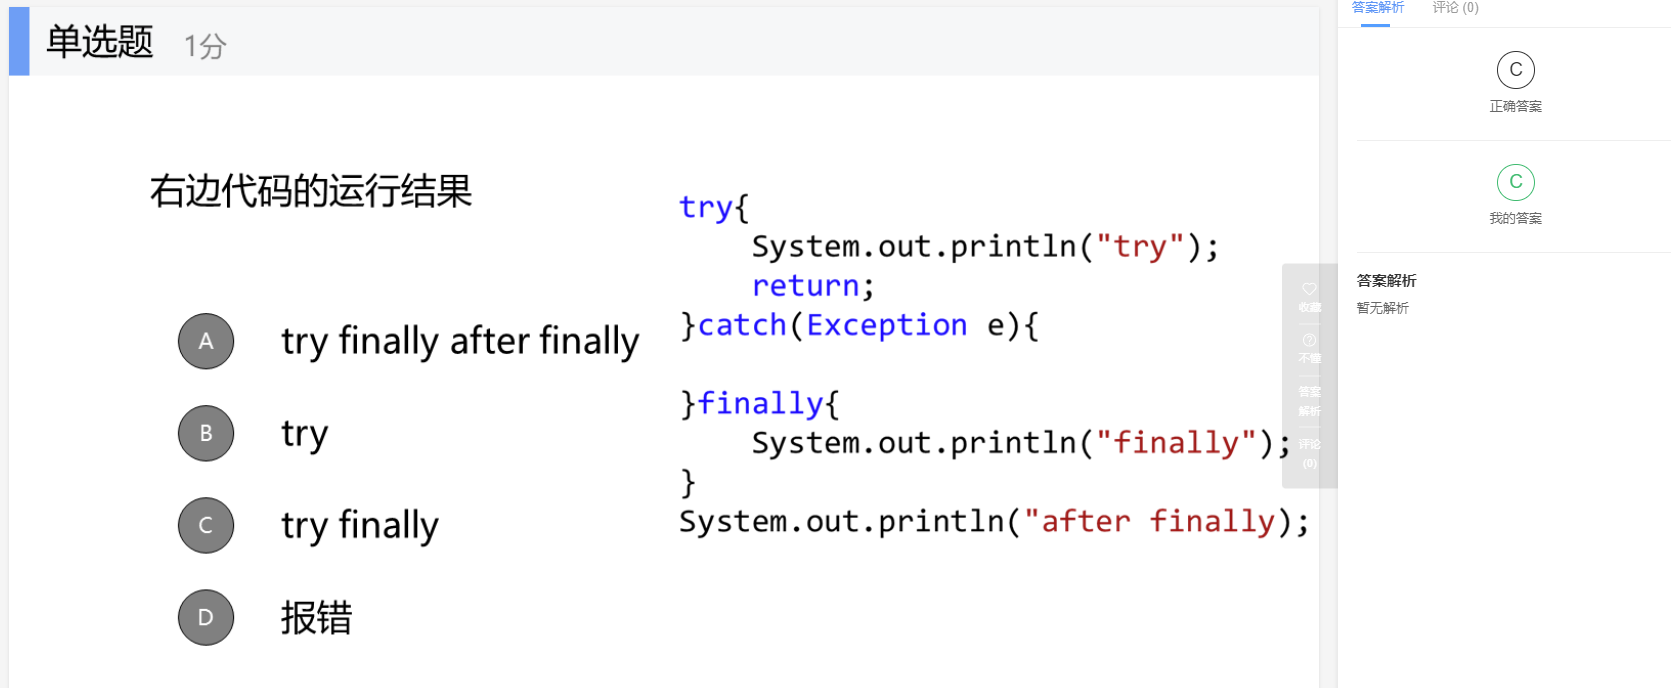 单选题 1分
右边代码的运行结果
A try finally after finally
B try
C try finally
D 报错
try{
System.out.println("try");
return;
}catch(Exception e){
}finally{
System.out.println("finally");
}
System.out.println("after finally);
收藏
不懂
答案
解析
评论
(0)
答案解析 评论 (0)
C
正确答案
C
我的答案
答案解析
暂无解析